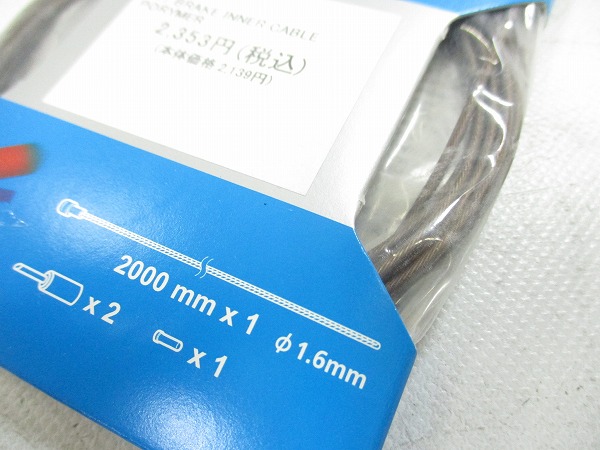 BRAKE INNER CABLE
PORYMER
2,353円(税込)
(本体価格2,139円)
2000 mm x 1
φ1.6mm
x 2
x 1